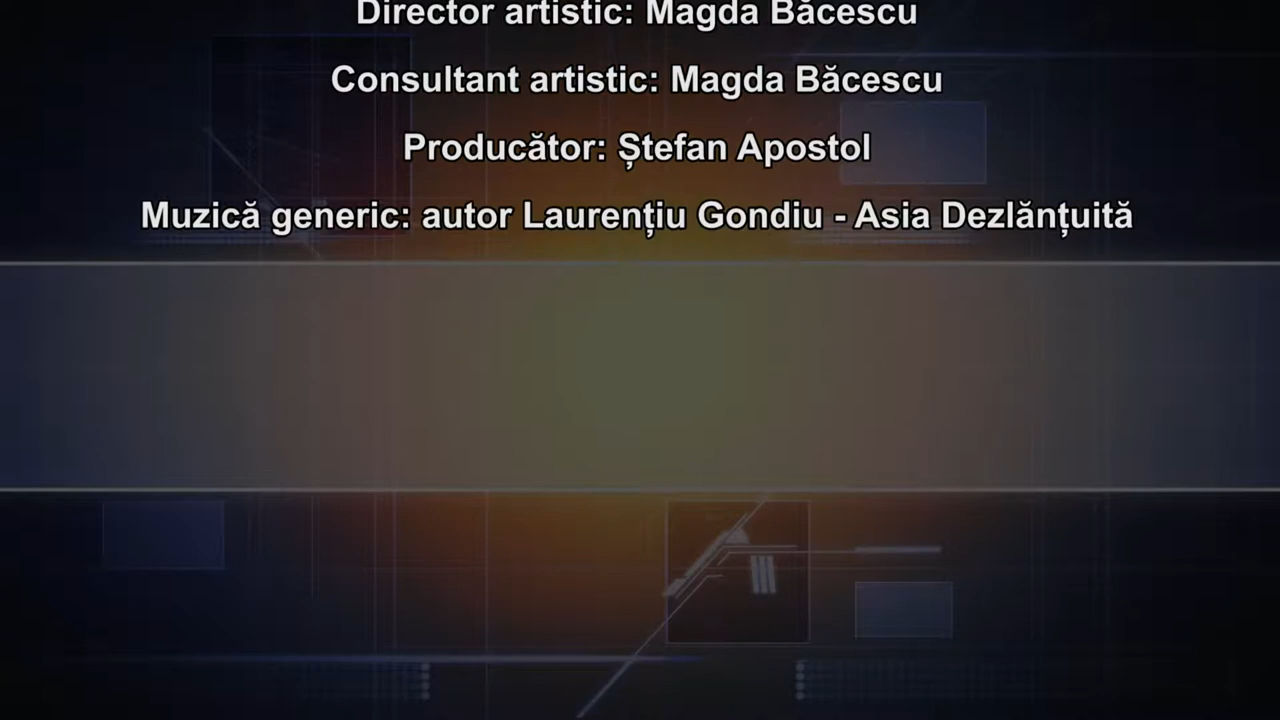 Director artistic: Magda Băcescu
Consultant artistic: Magda Băcescu
Producător: Ștefan Apostol
Muzică generic: autor Laurențiu Gondiu - Asia Dezlănțuită